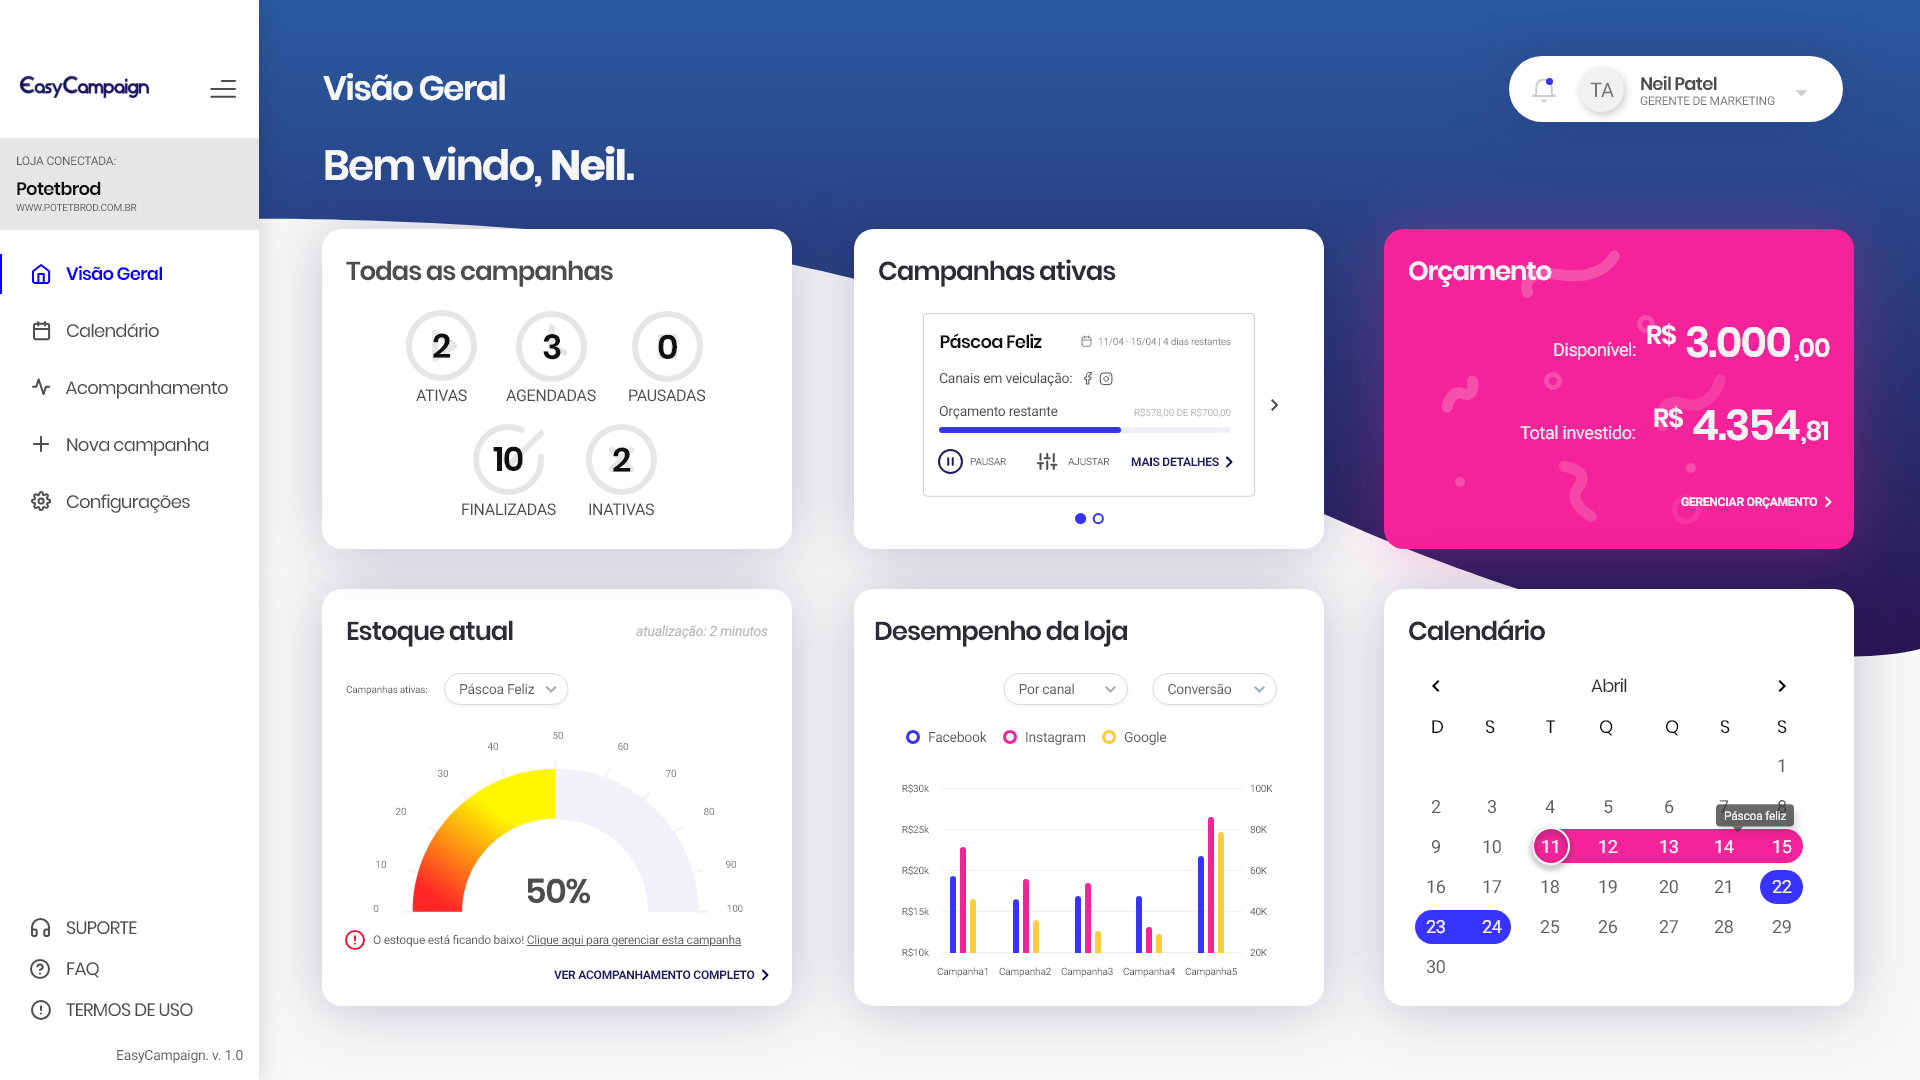 EasyCampaign
LOJA CONECTADA:
Potetbrod
WWW.POTETBROD.COM.BR
Visão Geral
Calendário
Acompanhamento
Nova campanha
Configurações
SUPORTE
FAQ
TERMOS DE USO
EasyCampaign. v. 1.0
Visão Geral
Bem vindo, Neil.
TA
Neil Patel
GERENTE DE MARKETING
Todas as campanhas
2 3 0
ATIVAS AGENDADAS PAUSADAS
10 2
FINALIZADAS INATIVAS
Campanhas ativas
Páscoa Feliz 11/04 - 15/04 | 4 dias restantes
Canais em veiculação:
Orçamento restante R$578,00 DE R$700,00
PAUSAR AJUSTAR MAIS DETALHES
Orçamento
Disponível: R$ 3.000,00
Total investido: R$ 4.354,81
GERENCIAR ORÇAMENTO
Estoque atual atualização: 2 minutos
Campanhas ativas: Páscoa Feliz
0 10 20 30 40 50 60 70 80 90 100
50%
O estoque está ficando baixo! Clique aqui para gerenciar esta campanha
VER ACOMPANHAMENTO COMPLETO
Desempenho da loja
Por canal Conversão
Facebook Instagram Google
R$30k 100K
R$25k 80K
R$20k 60K
R$15k 40K
R$10k 20K
Campanha1 Campanha2 Campanha3 Campanha4 Campanha5
Calendário
Abril
D S T Q Q S S
1
2 3 4 5 6 7 8
Páscoa feliz
9 10 11 12 13 14 15
16 17 18 19 20 21 22
23 24 25 26 27 28 29
30